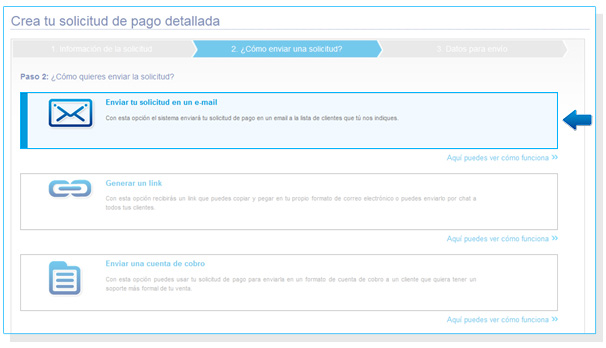 Crea tu solicitud de pago detallada
1. Información de la solicitud
2. ¿Cómo enviar una solicitud?
3. Datos para envío
Paso 2: ¿Cómo quieres enviar la solicitud?
Enviar tu solicitud en un e-mail
Con esta opción el sistema enviará tu solicitud de pago en un email a la lista de clientes que tú nos indiques.
Aquí puedes ver cómo funciona »
Generar un link
Con esta opción recibirás un link que puedes copiar y pegar en tu propio formato de correo electrónico o puedes enviarlo por chat a
todos tus clientes.
Aquí puedes ver cómo funciona »
Enviar una cuenta de cobro
Con esta opción puedes usar tu solicitud de pago para enviarla en un formato de cuenta de cobro a un cliente que quiera tener un
soporte más formal de tu venta.
Aquí puedes ver cómo funciona »